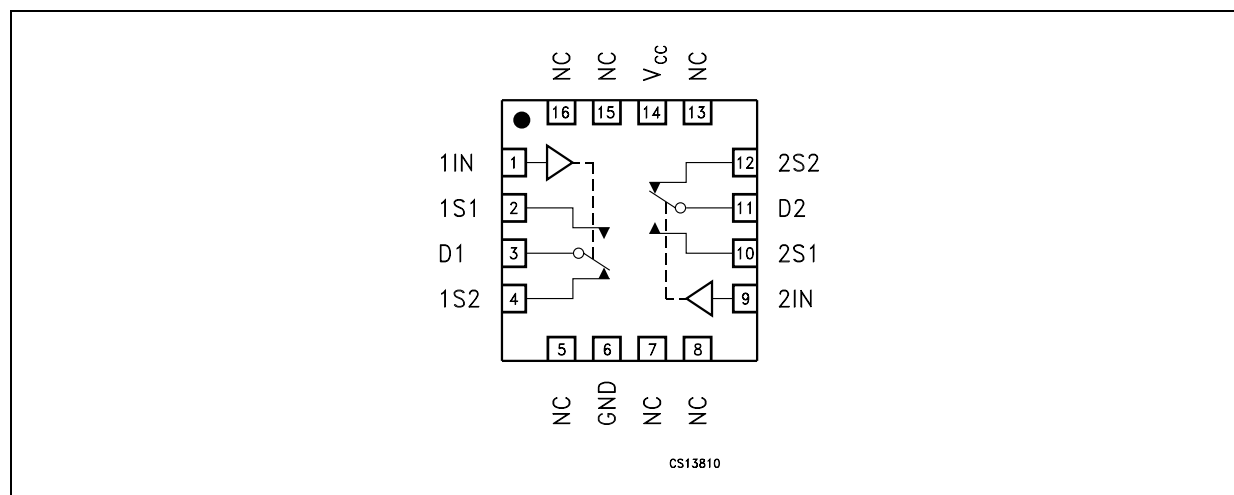 NC NC Vcc NC
16 15 14 13
1IN 1 12 2S2
1S1 2 11 D2
D1 3 10 2S1
1S2 4 9 2IN
5 6 7 8
NC GND NC NC
CS13810